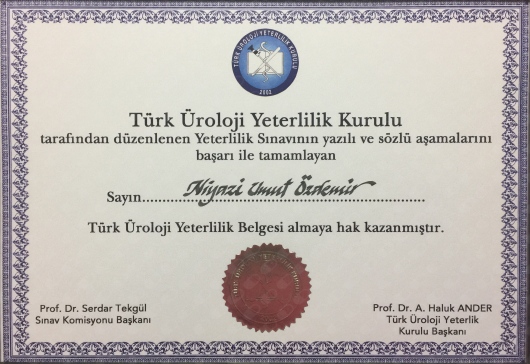 TÜRK ÜROLOJİ YETERLİLİK KURULU
2002
Türk Üroloji Yeterlilik Kurulu
tarafından düzenlenen Yeterlilik Sınavının yazılı ve sözlü aşamalarını
başarı ile tamamlayan
Sayın..........Niyazi Umut Özdemir..........
Türk Üroloji Yeterlilik Belgesi almaya hak kazanmıştır.
Prof. Dr. Serdar Tekgül
Sınav Komisyonu Başkanı
Prof. Dr. A. Haluk ANDER
Türk Üroloji Yeterlik
Kurulu Başkanı